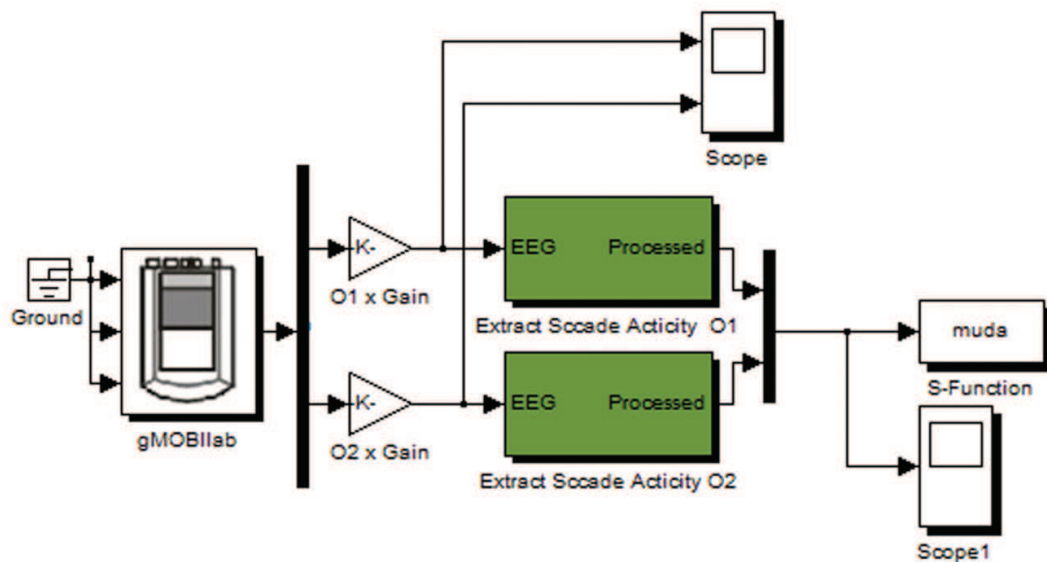 Scope
K-
O1 x Gain
EEG Processed
Extract Sccade Acticity O1
Ground
gMOBIlab
muda
S-Function
K-
O2 x Gain
EEG Processed
Extract Sccade Acticity O2
Scope1